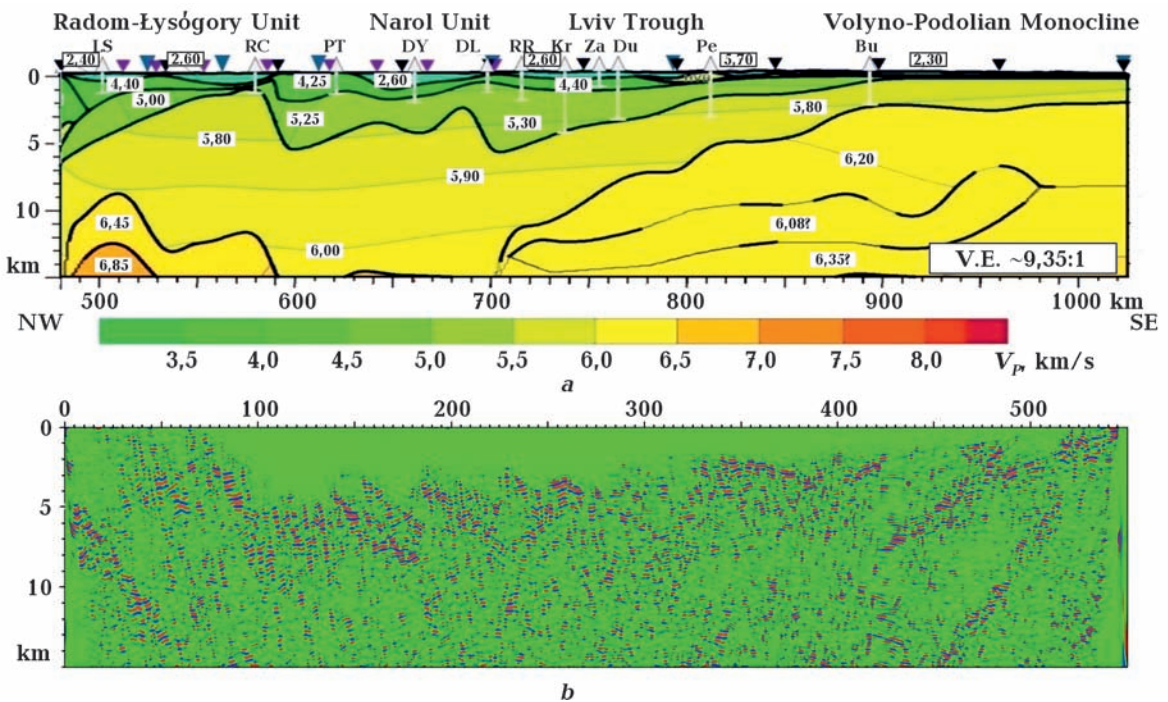 Radom-Łysógory Unit Narol Unit Lviv Trough Volyno-Podolian Monocline
LS RC PT DY DL RR Kr Za Du Pe Bu
2,40 2,60 2,60 5,70 2,30
0 4,40 4,25 2,60 4,40
5,00 5,80
5,25 5,30
5 5,80 6,20
5,90
10 6,45 6,08?
6,00
km 6,85 6,35? V.E. ~9,35:1
500 600 700 800 900 1000 km
NW SE
3,5 4,0 4,5 5,0 5,5 6,0 6,5 7,0 7,5 8,0 V_P, km/s
a
0 100 200 300 400 500
0
5
10
km
b